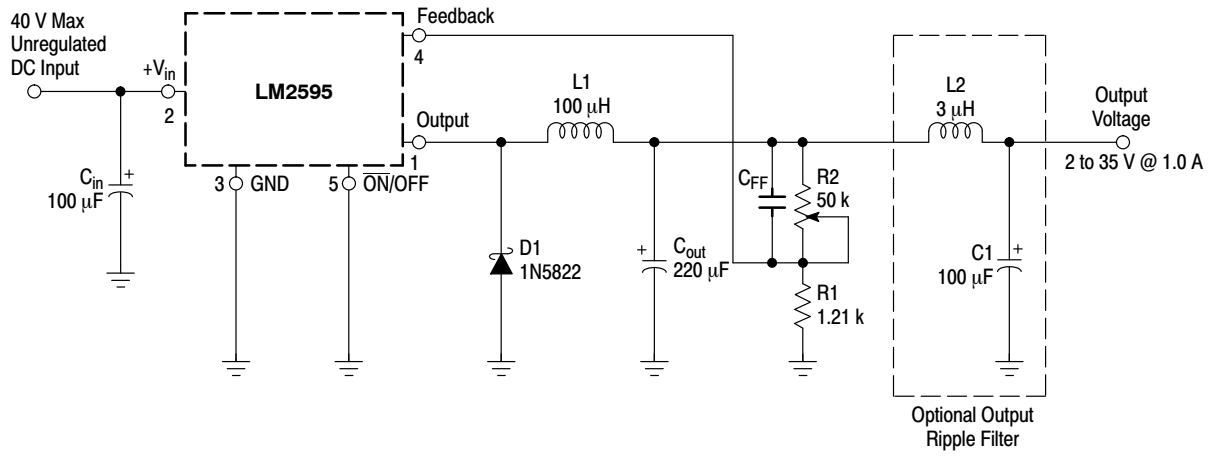 40 V Max
Unregulated
DC Input
+Vin
2
LM2595
Feedback
4
Output
1
3
GND
5
ON/OFF
Cin
100 μF
+
L1
100 μH
D1
1N5822
+
Cout
220 μF
CFF
R2
50 k
R1
1.21 k
L2
3 μH
C1
100 μF
+
Output
Voltage
2 to 35 V @ 1.0 A
Optional Output
Ripple Filter